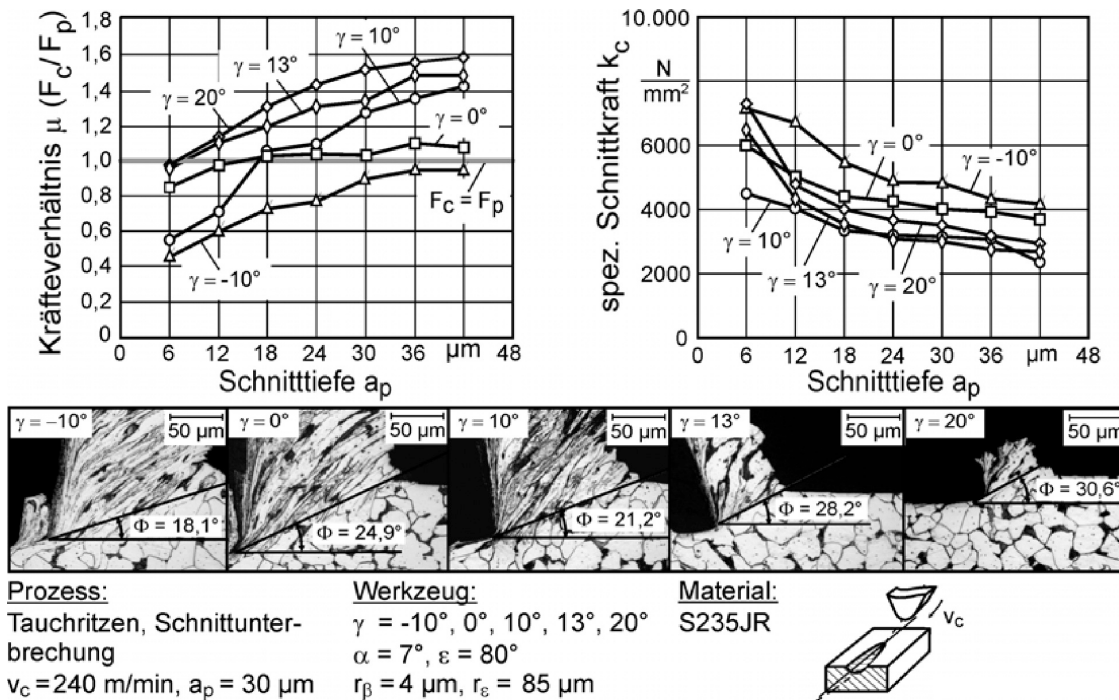 Kräfteverhältnis μ (Fc/Fp)
1,8
1,6
1,4
1,2
1,0
0,8
0,6
0,4
0,2
0
γ = 10°
γ = 13°
γ = 20°
γ = 0°
Fc = Fp
γ = -10°
0 6 12 18 24 30 36 μm 48
Schnitttiefe ap
spez. Schnittkraft kc
10.000
N
mm²
6000
4000
2000
0
γ = 0°
γ = -10°
γ = 10°
γ = 13°
γ = 20°
0 6 12 18 24 30 36 μm 48
Schnitttiefe ap
γ = -10°
50 μm
Φ = 18,1°
γ = 0°
50 μm
Φ = 24,9°
γ = 10°
50 μm
Φ = 21,2°
γ = 13°
50 μm
Φ = 28,2°
γ = 20°
50 μm
Φ = 30,6°
Prozess:
Tauchritzen, Schnittunter-
brechung
vc = 240 m/min, ap = 30 μm
Werkzeug:
γ = -10°, 0°, 10°, 13°, 20°
α = 7°, ε = 80°
rβ = 4 μm, rε = 85 μm
Material:
S235JR
vc